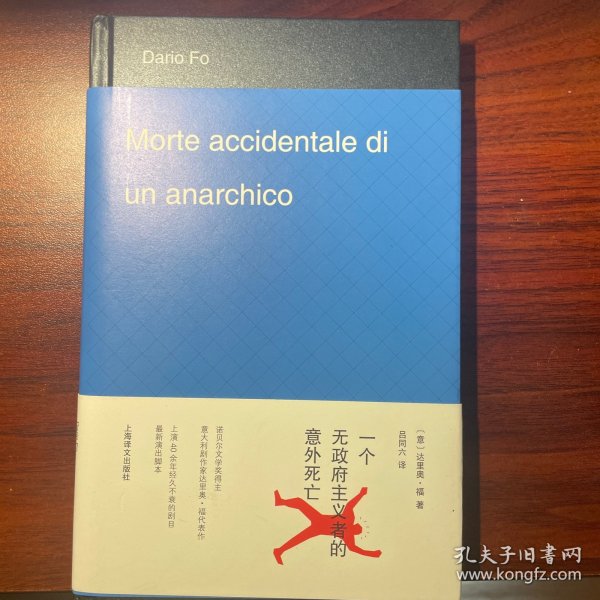 Dario Fo
Morte accidentale di
un anarchico
〔意〕达里奥·福 著
吕同六 译
一个
无政府主义者的
意外死亡
诺贝尔文学奖得主
意大利剧作家达里奥·福代表作
上演40余年经久不衰的剧目
最新演出脚本
上海译文出版社
孔夫子旧书网
www.kongfz.com